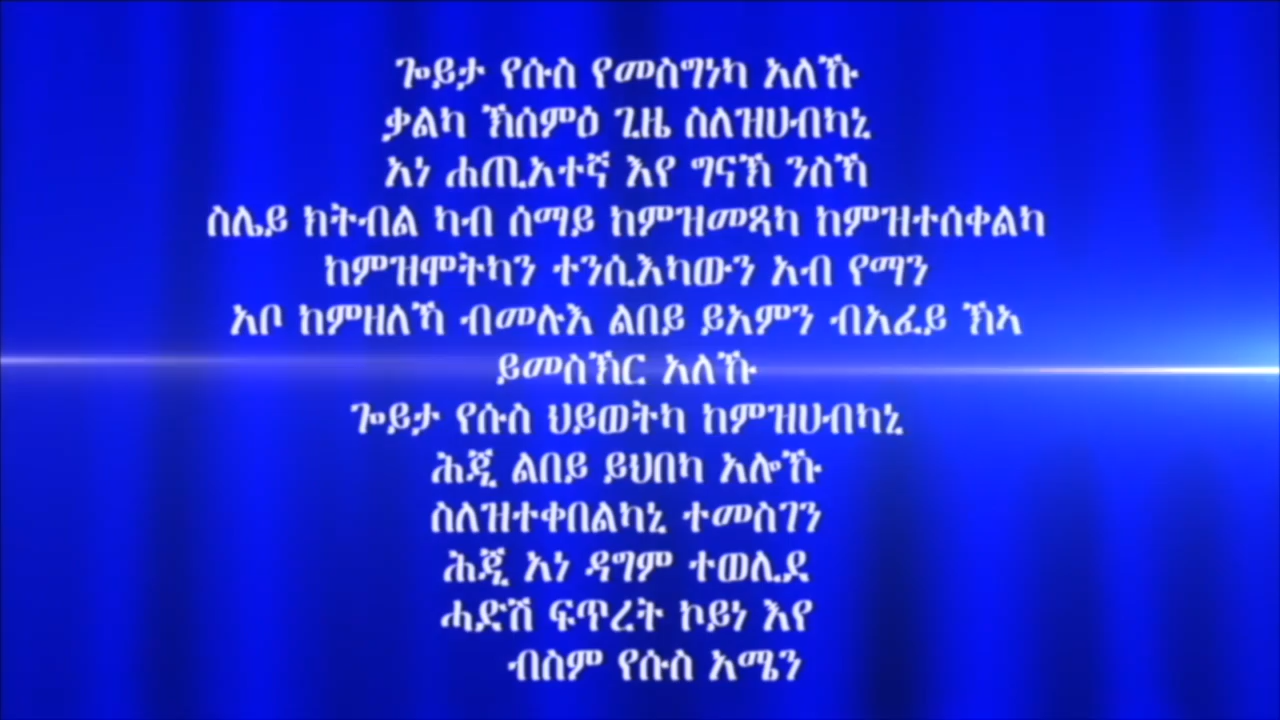 ጐይታ የሱስ የመስግነካ አለኹ
ቃልካ ኽሰምዕ ጊዜ ስለዝሀብካኒ
አነ ሐጢአተኛ እየ ግናኽ ንስኻ
ስሌይ ክትብል ካብ ሰማይ ከምዝመጻካ ከምዝተሰቀልካ
ከምዝሞትካን ተንሲእካውን አብ የማን
አቦ ከምዘለኻ ብመሉእ ልበይ ይአምን ብአፈይ ኽኣ
ይመስኽር አለኹ
ጐይታ የሱስ ህይወትካ ከምዝሀብካኒ
ሕጂ ልበይ ይህበካ አሎኹ
ስለዝተቀበልካኒ ተመስገን
ሕጂ አነ ዳግም ተወሊደ
ሓድሽ ፍጥረት ኮይነ እየ
ብስም የሱስ አሜን